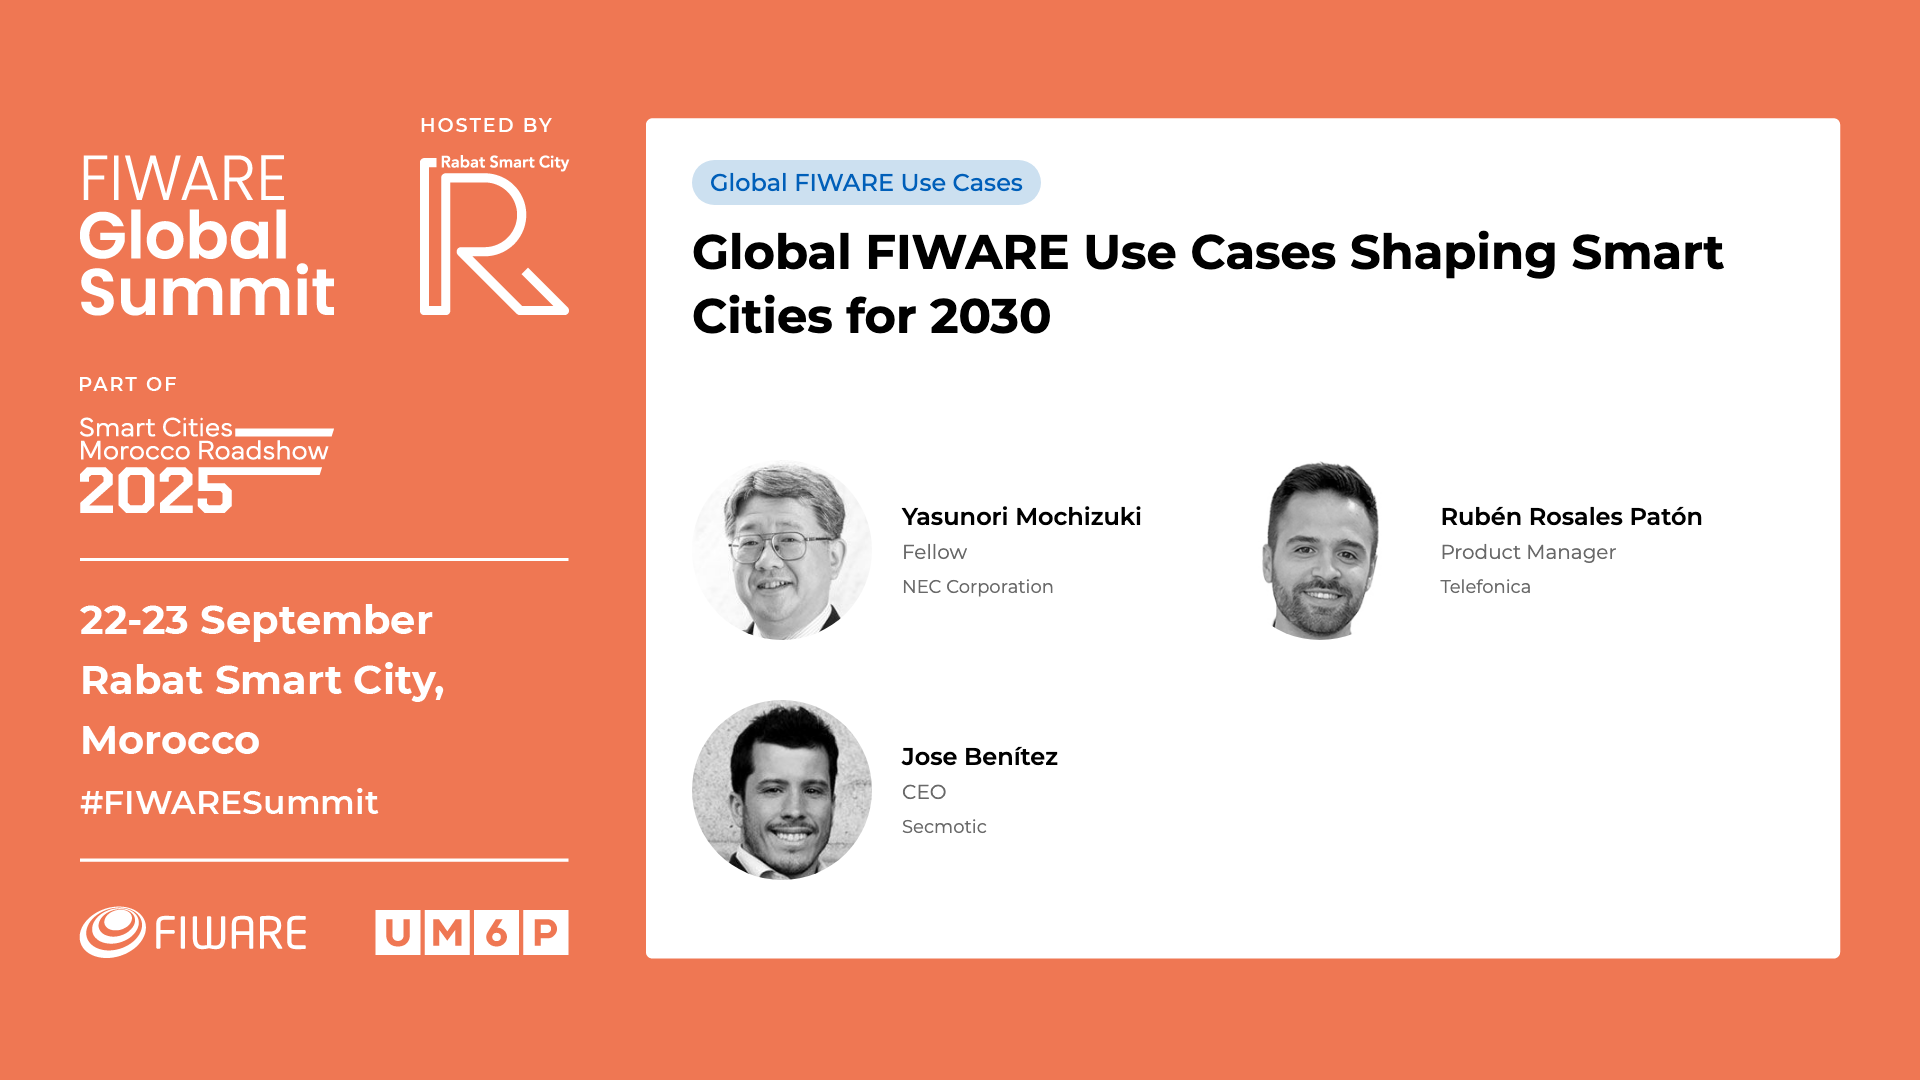 FIWARE
Global
Summit
HOSTED BY
Rabat Smart City
R
PART OF
Smart Cities
Morocco Roadshow
2025
22-23 September
Rabat Smart City,
Morocco
#FIWARESummit
FIWARE
UM6P
Global FIWARE Use Cases
Global FIWARE Use Cases Shaping Smart
Cities for 2030
Yasunori Mochizuki
Fellow
NEC Corporation
Rubén Rosales Patón
Product Manager
Telefonica
Jose Benítez
CEO
Secmotic